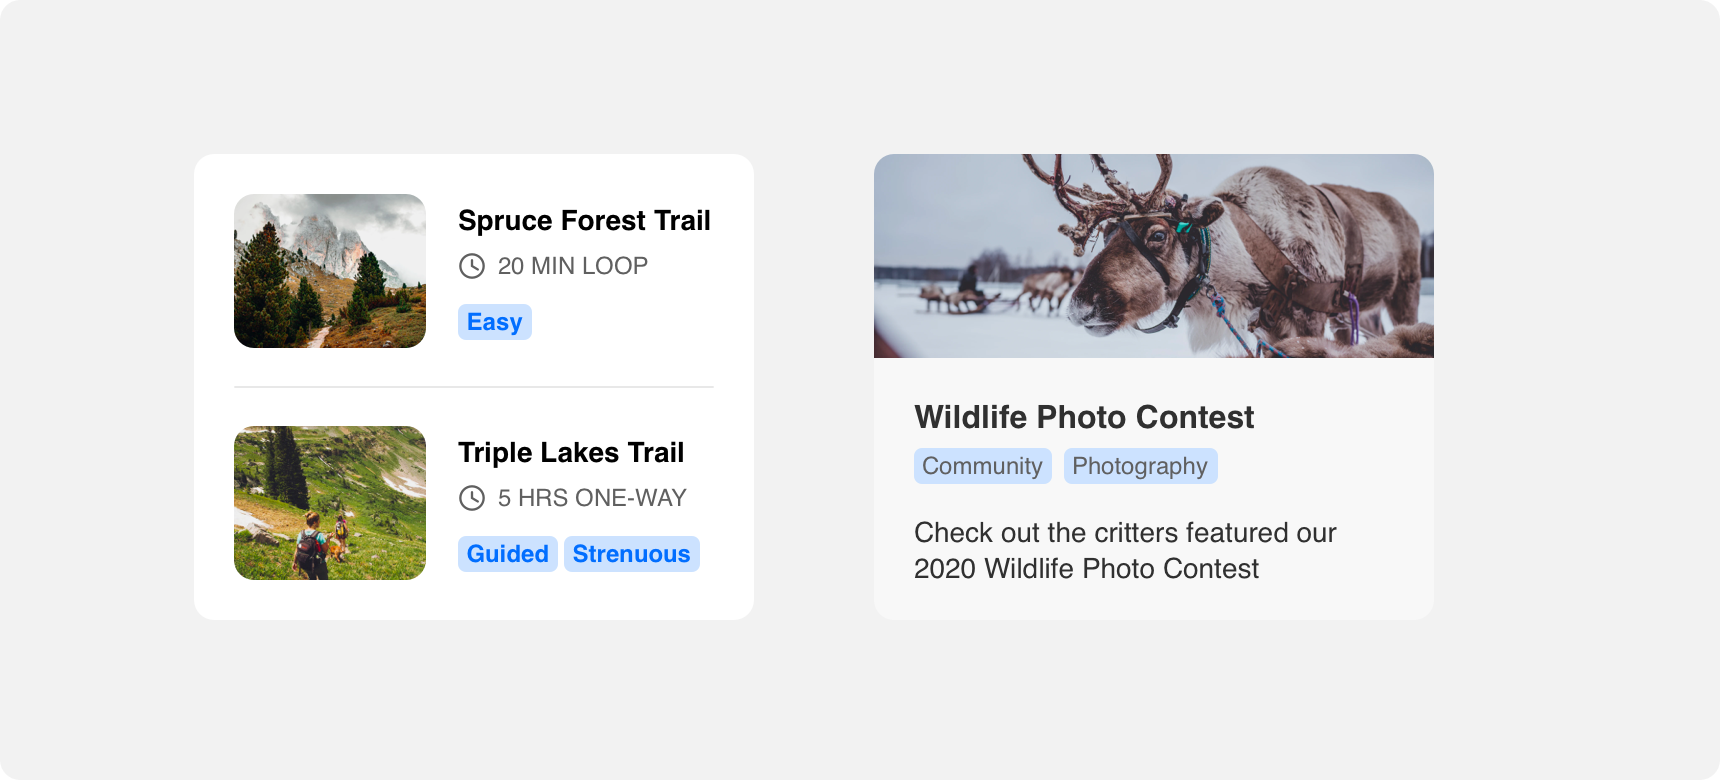 Spruce Forest Trail
20 MIN LOOP
Easy
Triple Lakes Trail
5 HRS ONE-WAY
Guided Strenuous
Wildlife Photo Contest
Community Photography
Check out the critters featured our
2020 Wildlife Photo Contest